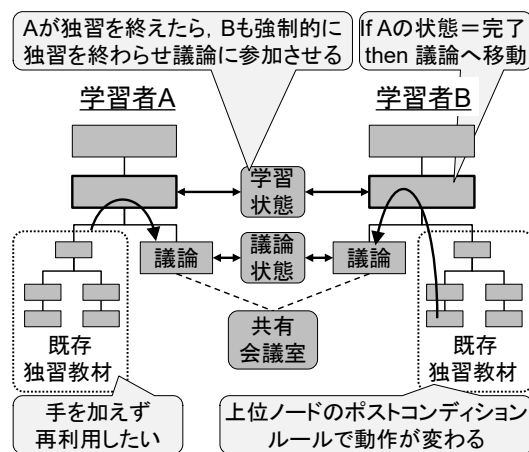 Aが独習を終えたら, Bも強制的に
独習を終わらせ議論に参加させる
If Aの状態＝完了
then 議論へ移動
学習者A
学習者B
学習
状態
議論
議論
状態
議論
共有
会議室
既存
独習教材
既存
独習教材
手を加えず
再利用したい
上位ノードのポストコンディション
ルールで動作が変わる